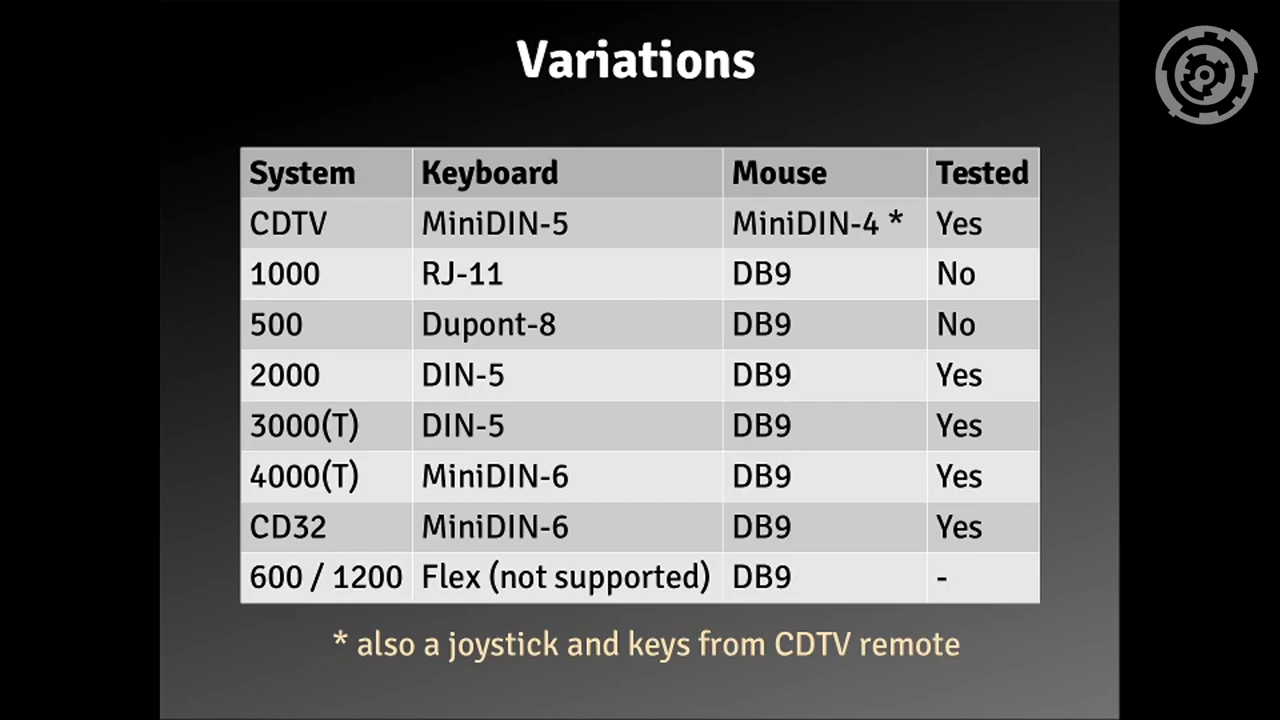 Variations
System Keyboard Mouse Tested
CDTV MiniDIN-5 MiniDIN-4 * Yes
1000 RJ-11 DB9 No
500 Dupont-8 DB9 No
2000 DIN-5 DB9 Yes
3000(T) DIN-5 DB9 Yes
4000(T) MiniDIN-6 DB9 Yes
CD32 MiniDIN-6 DB9 Yes
600 / 1200 Flex (not supported) DB9 -
* also a joystick and keys from CDTV remote